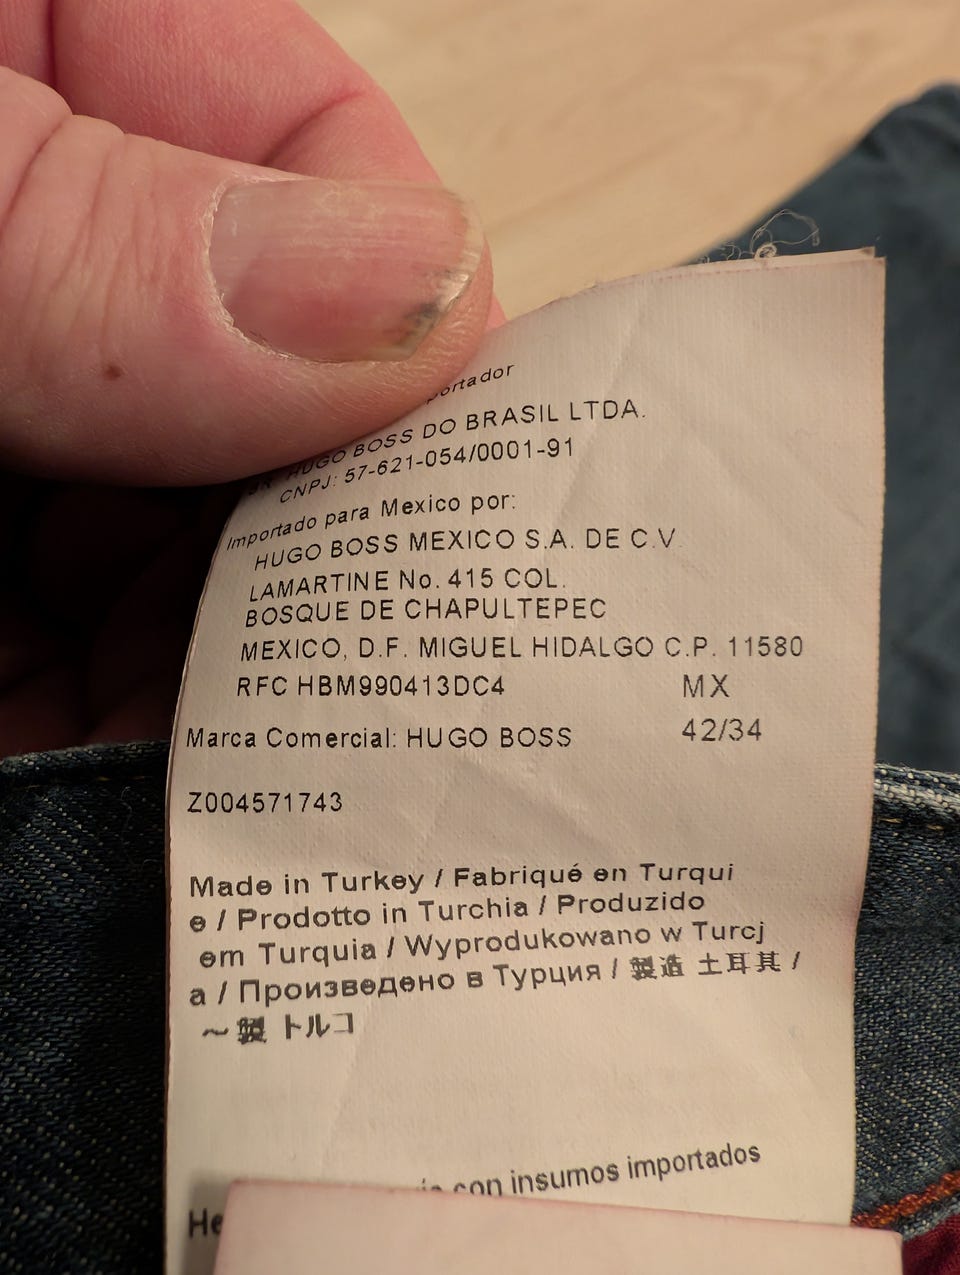 portador
BR HUGO BOSS DO BRASIL LTDA.
CNPJ: 57-621-054/0001-91
Importado para Mexico por:
HUGO BOSS MEXICO S.A. DE C.V
LAMARTINE No. 415 COL.
BOSQUE DE CHAPULTEPEC
MEXICO, D.F. MIGUEL HIDALGO C.P. 11580
RFC HBM990413DC4 MX
Marca Comercial: HUGO BOSS 42/34
Z004571743
Made in Turkey / Fabriqué en Turqui
e / Prodotto in Turchia / Produzido
em Turquia / Wyprodukowano w Turcj
a / Произведено в Турция / 製造 土耳其 /
～製 トルコ
con insumos importados
He